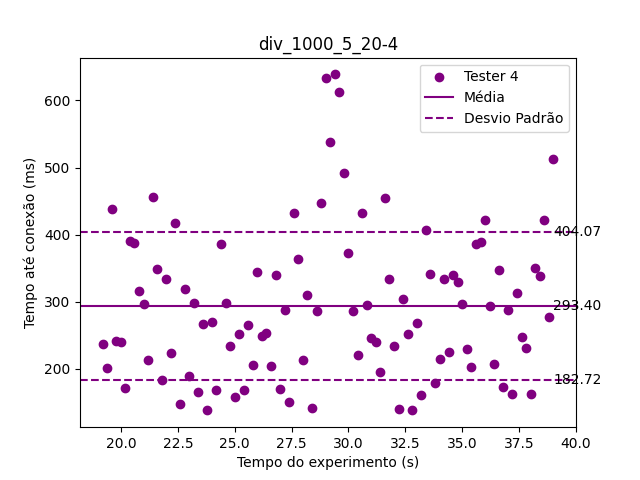 div_1000_5_20-4
Tester 4
Média
Desvio Padrão
Tempo até conexão (ms)
600
500
400
300
200
404.07
293.40
182.72
20.0 22.5 25.0 27.5 30.0 32.5 35.0 37.5 40.0
Tempo do experimento (s)